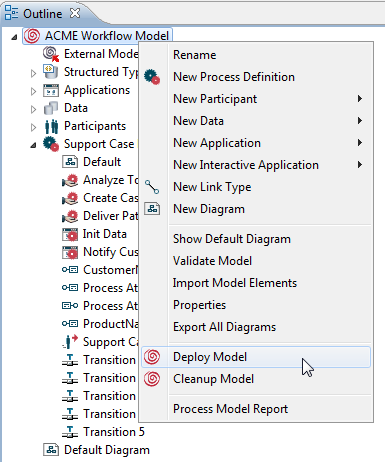 Outline
ACME Workflow Model
External Mode
Structured Typ
Applications
Data
Participants
Support Case
Default
Analyze To
Create Cas
Deliver Pat
Init Data
Notify Cus
CustomerN
Process At
Process At
ProductNa
Support Ca
Transition
Transition
Transition
Transition 5
Default Diagram
Rename
New Process Definition
New Participant
New Data
New Application
New Interactive Application
New Link Type
New Diagram
Show Default Diagram
Validate Model
Import Model Elements
Properties
Export All Diagrams
Deploy Model
Cleanup Model
Process Model Report